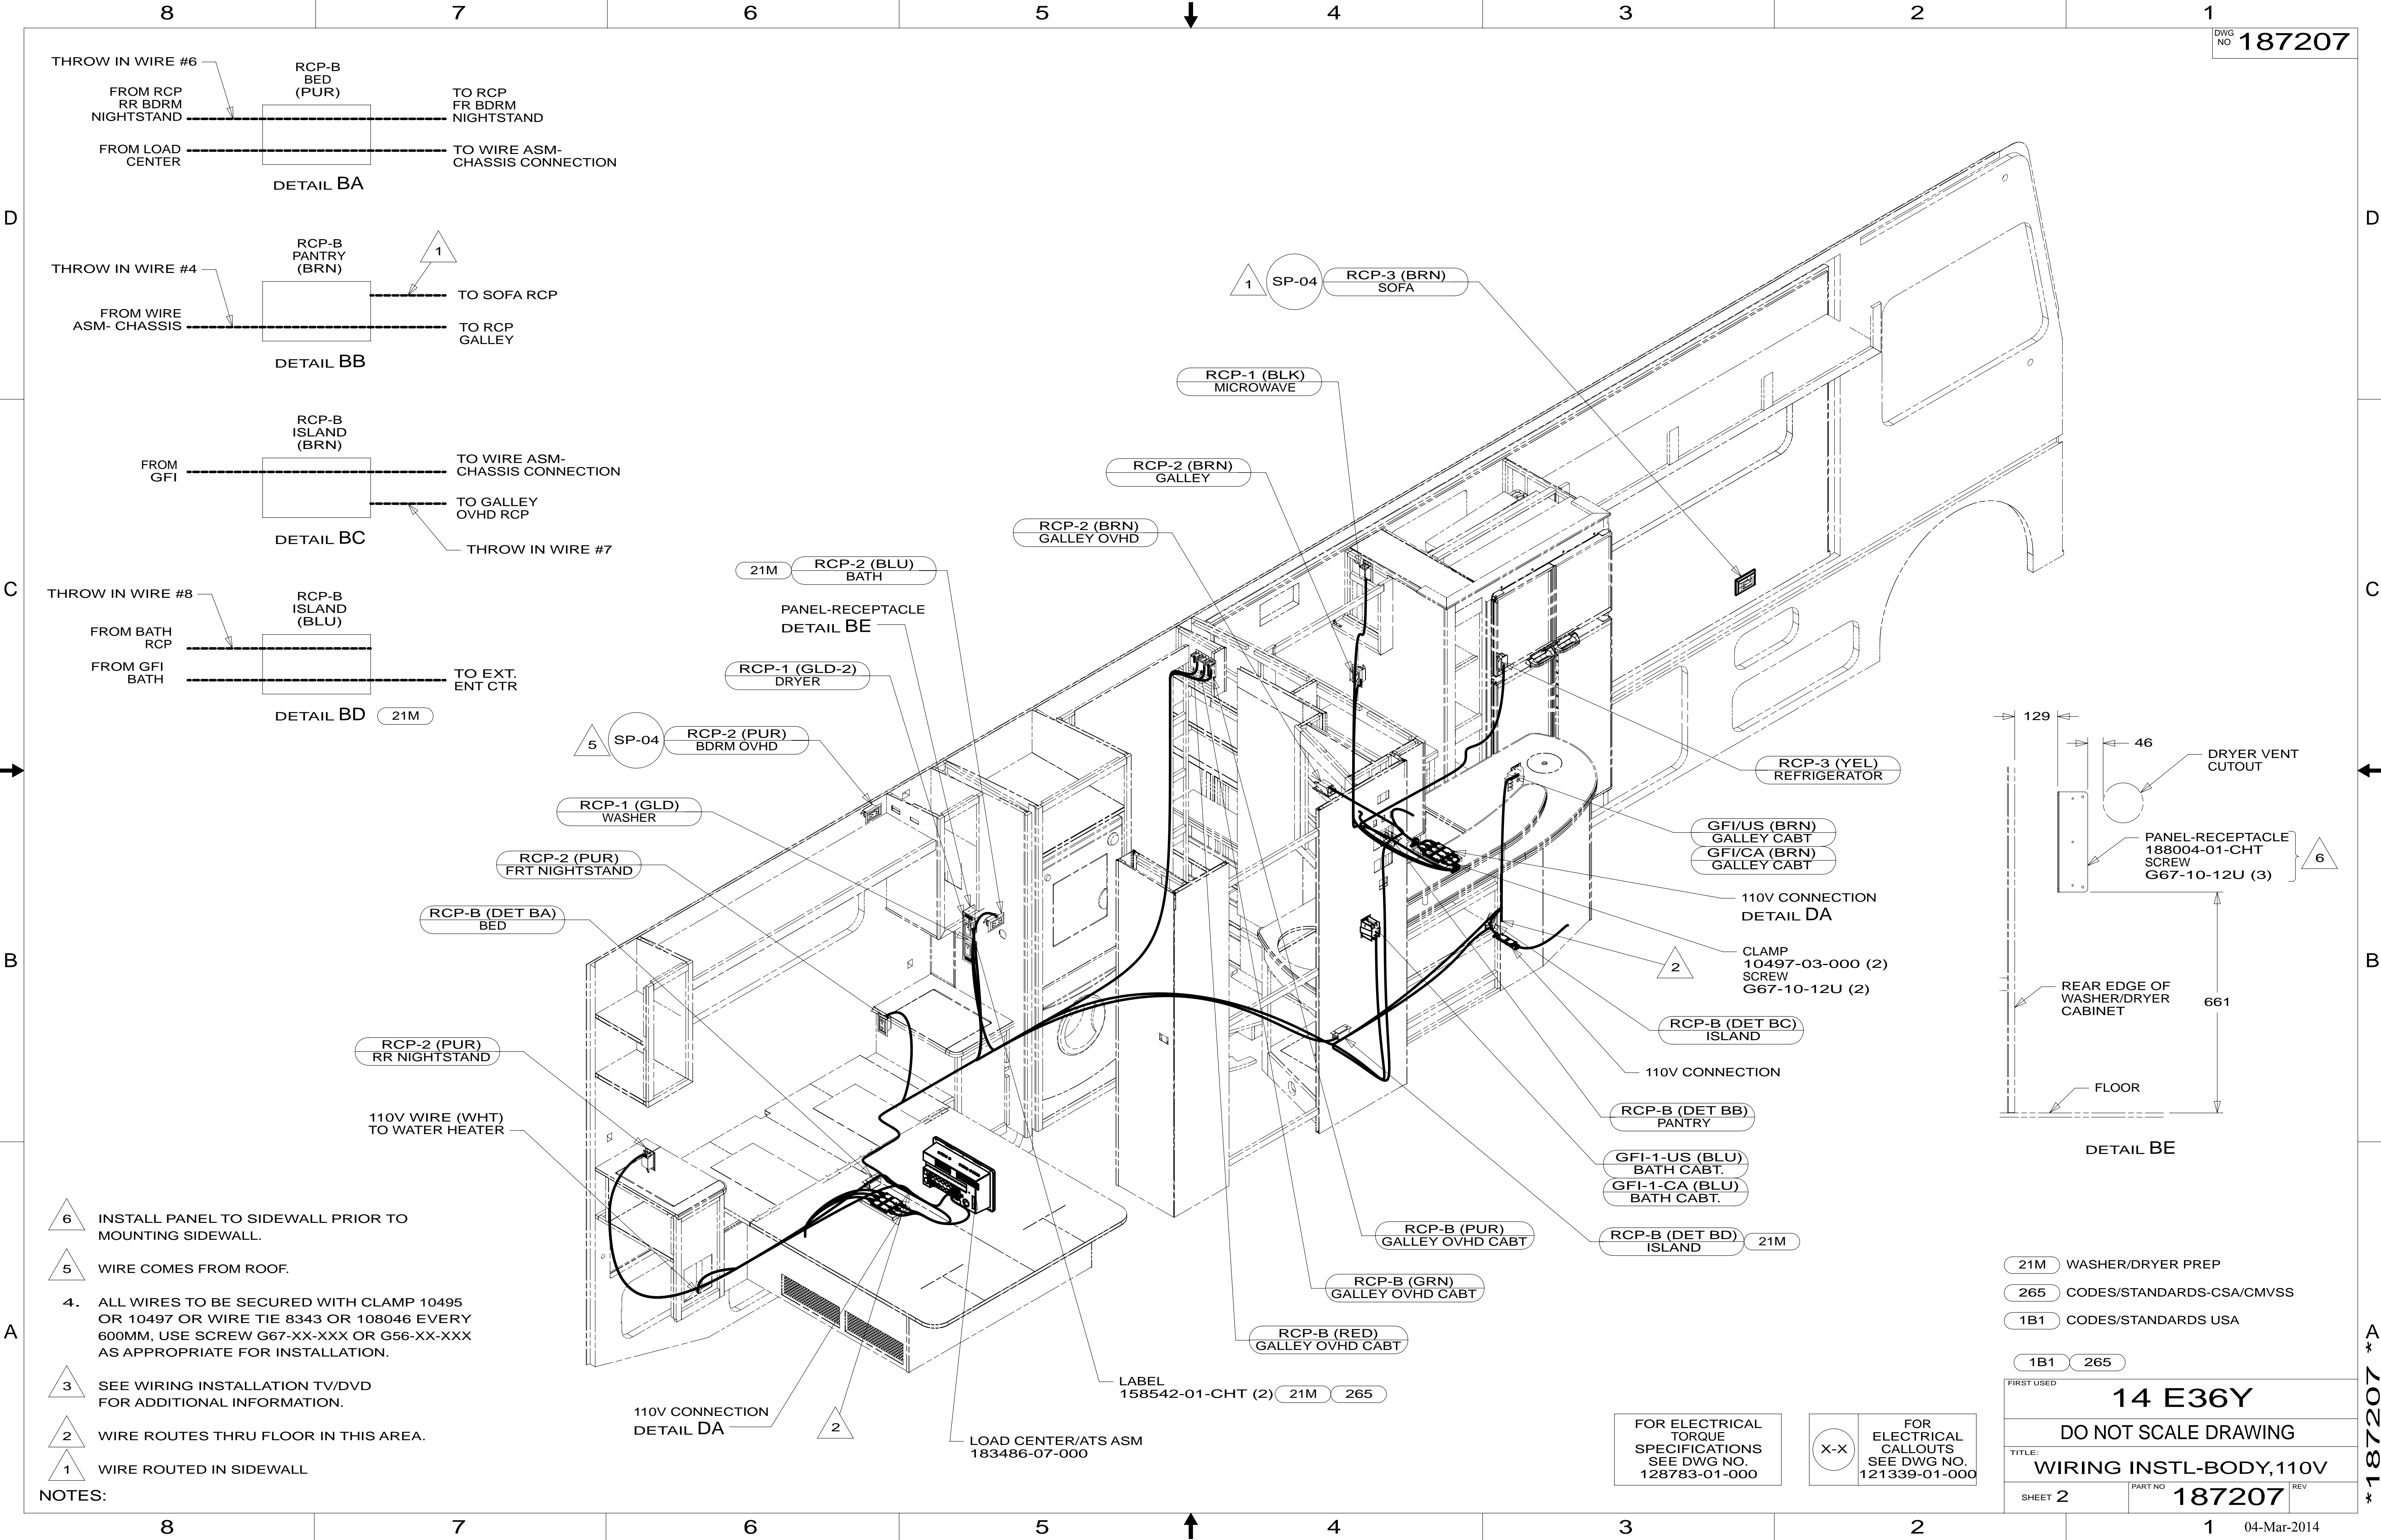 8 7 6 5 4 3 2 1
DWG NO 187207
THROW IN WIRE #6
RCP-B
BED
(PUR)
FROM RCP
RR BDRM
NIGHTSTAND
TO RCP
FR BDRM
NIGHTSTAND
FROM LOAD
CENTER
TO WIRE ASM-
CHASSIS CONNECTION
DETAIL BA
D
D
RCP-B
PANTRY
(BRN)
1
THROW IN WIRE #4
TO SOFA RCP
FROM WIRE
ASM- CHASSIS
TO RCP
GALLEY
DETAIL BB
RCP-B
ISLAND
(BRN)
FROM
GFI
TO WIRE ASM-
CHASSIS CONNECTION
TO GALLEY
OVHD RCP
DETAIL BC
THROW IN WIRE #7
C
C
THROW IN WIRE #8
RCP-B
ISLAND
(BLU)
FROM BATH
RCP
FROM GFI
BATH
TO EXT.
ENT CTR
DETAIL BD 21M
1 SP-04 RCP-3 (BRN)
SOFA
RCP-1 (BLK)
MICROWAVE
RCP-2 (BRN)
GALLEY
RCP-2 (BRN)
GALLEY OVHD
21M RCP-2 (BLU)
BATH
PANEL-RECEPTACLE
DETAIL BE
RCP-1 (GLD-2)
DRYER
5 SP-04 RCP-2 (PUR)
BDRM OVHD
RCP-1 (GLD)
WASHER
RCP-2 (PUR)
FRT NIGHTSTAND
RCP-B (DET BA)
BED
RCP-2 (PUR)
RR NIGHTSTAND
110V WIRE (WHT)
TO WATER HEATER
RCP-3 (YEL)
REFRIGERATOR
GFI/US (BRN)
GALLEY CABT
GFI/CA (BRN)
GALLEY CABT
110V CONNECTION
DETAIL DA
CLAMP
10497-03-000 (2)
SCREW
G67-10-12U (2)
2
RCP-B (DET BC)
ISLAND
110V CONNECTION
RCP-B (DET BB)
PANTRY
GFI-1-US (BLU)
BATH CABT.
GFI-1-CA (BLU)
BATH CABT.
RCP-B (DET BD)
ISLAND
21M
RCP-B (PUR)
GALLEY OVHD CABT
RCP-B (GRN)
GALLEY OVHD CABT
RCP-B (RED)
GALLEY OVHD CABT
LABEL
158542-01-CHT (2) 21M 265
110V CONNECTION
DETAIL DA
2
LOAD CENTER/ATS ASM
183486-07-000
129
46
DRYER VENT
CUTOUT
PANEL-RECEPTACLE
188004-01-CHT
SCREW
G67-10-12U (3)
6
REAR EDGE OF
WASHER/DRYER
CABINET
661
FLOOR
DETAIL BE
B
B
6 INSTALL PANEL TO SIDEWALL PRIOR TO
MOUNTING SIDEWALL.
5 WIRE COMES FROM ROOF.
4. ALL WIRES TO BE SECURED WITH CLAMP 10495
OR 10497 OR WIRE TIE 8343 OR 108046 EVERY
600MM, USE SCREW G67-XX-XXX OR G56-XX-XXX
AS APPROPRIATE FOR INSTALLATION.
3 SEE WIRING INSTALLATION TV/DVD
FOR ADDITIONAL INFORMATION.
2 WIRE ROUTES THRU FLOOR IN THIS AREA.
1 WIRE ROUTED IN SIDEWALL
NOTES:
A
A
21M WASHER/DRYER PREP
265 CODES/STANDARDS-CSA/CMVSS
1B1 CODES/STANDARDS USA
1B1 265
FOR ELECTRICAL
TORQUE
SPECIFICATIONS
SEE DWG NO.
128783-01-000
X-X
FOR
ELECTRICAL
CALLOUTS
SEE DWG NO.
121339-01-000
FIRST USED
14 E36Y
DO NOT SCALE DRAWING
TITLE:
WIRING INSTL-BODY,110V
SHEET 2
PART NO 187207 REV
*187207*
8 7 6 5 4 3 2 1
04-Mar-2014